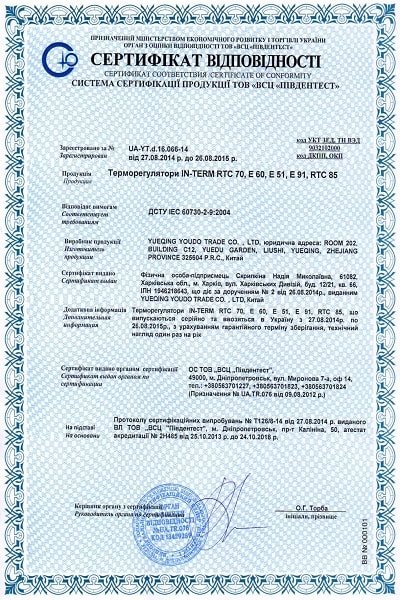 ПРИЗНАЧЕНИЙ МІНІСТЕРСТВОМ ЕКОНОМІЧНОГО РОЗВИТКУ І ТОРГІВЛІ УКРАЇНИ
ОРГАН З ОЦІНКИ ВІДПОВІДНОСТІ ТОВ «ВСЦ «ПІВДЕНТЕСТ»
СЕРТИФІКАТ ВІДПОВІДНОСТІ
СЕРТИФИКАТ СООТВЕТСТВИЯ /CERTIFICATE OF CONFORMITY
СИСТЕМА СЕРТИФІКАЦІЇ ПРОДУКЦІЇ ТОВ «ВСЦ «ПІВДЕНТЕСТ»
Зареєстровано за № UA-YT.d.16.066-14
Зарегистрирован від 27.08.2014 р. до 26.08.2015 р.
код УКТ ЗЕД, ТН ВЭД
9032102000
код ДКПП, ОКП
Продукція Терморегулятори IN-TERM RTC 70, E 60, E 51, E 91, RTC 85
Продукция
Відповідає вимогам ДСТУ IEC 60730-2-9:2004
Соответствует
требованиям
Виробник продукції YUEQING YOUDO TRADE CO. , LTD, юридична адреса: ROOM 202.
Изготовитель BUILDING C12, YUEDU GARDEN, LIUSHI, YUEQING, ZHEJIANG
продукции PROVINCE 325604 P.R.C., Китай
Сертифікат видано Фізична особа-підприємець Скрипкіна Надія Миколаївна, 61082,
Сертификат выдан Харківська обл., м. Харків, вул. Харківських Дивізій, буд. 12/21, кв. 66,
ІПН 1946218643, що діє за дорученням № 2 від 26.08.2014р., виданним
YUEQING YOUDO TRADE CO. , LTD, Китай
Додаткова інформація Терморегулятори IN-TERM RTC 70, E 60, E 51, E 91, RTC 85, що
Дополнительная випускаються серійно та ввозяться в Україну з 27.08.2014р. по
информация 25.08.2015р., з урахуванням гарантійного терміну зберігання, технічний
нагляд один раз на рік
Сертифікат видано ОС ТОВ „ВСЦ „Південтест".
органом з сертифікації 49000, м. Дніпропетровськ, вул. Миронова 7-а, оф 14,
Сертификат выдан органом по тел. +380563701227, +380563701823, +380563701824
сертификации (Призначення № UA.TR.076 від 09.08.2012 р.)
На підставі Протоколу сертифікаційних випробувань № Т126/8-14 від 27.08.2014 р. виданого
На основании ВЛ ТОВ „ВСЦ „Південтест", м. Дніпропетровськ, пр-т Калініна, 50, атестат
акредитації № 2Н485 від 25.10.2013 р. до 24.10.2018 р.
Керівник органу з сертифікації О.Г. Торба
Руководитель органа по сертификации ініціали, прізвище
ВІДПОВІДНОСТІ
№UA.TR.076
ВВ № 000101